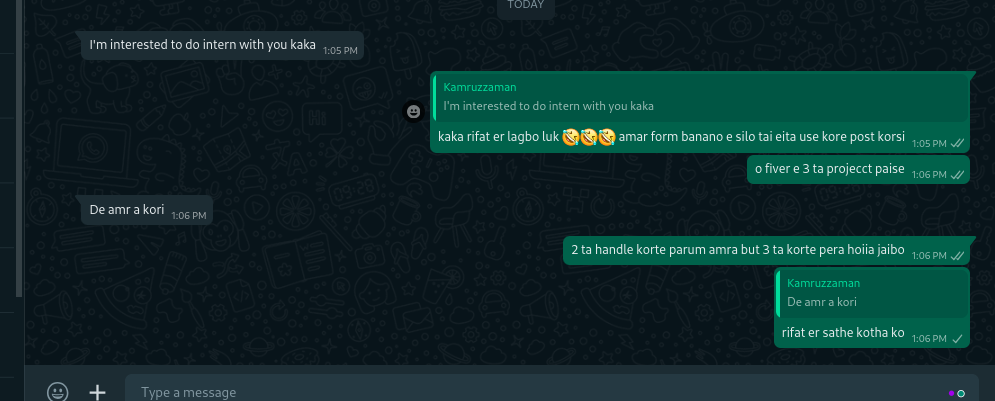 TODAY
I'm interested to do intern with you kaka 1:05 PM
Kamruzzaman
I'm interested to do intern with you kaka
kaka rifat er lagbo luk 🤣🤣🤣 amar form banano e silo tai eita use kore post korsi 1:05 PM
o fiver e 3 ta projecct paise 1:06 PM
De amr a kori 1:06 PM
2 ta handle korte parum amra but 3 ta korte pera hoiia jaibo 1:06 PM
Kamruzzaman
De amr a kori
rifat er sathe kotha ko 1:06 PM
Type a message